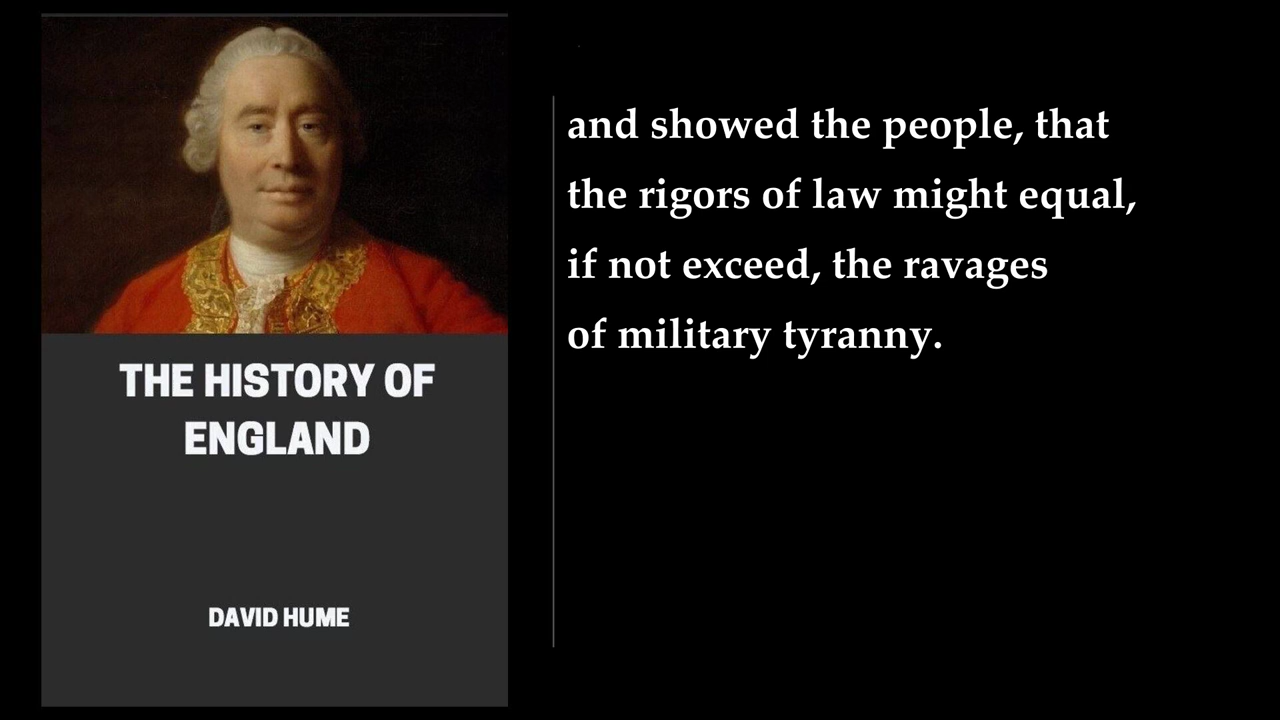 THE HISTORY OF
ENGLAND
DAVID HUME
and showed the people, that
the rigors of law might equal,
if not exceed, the ravages
of military tyranny.